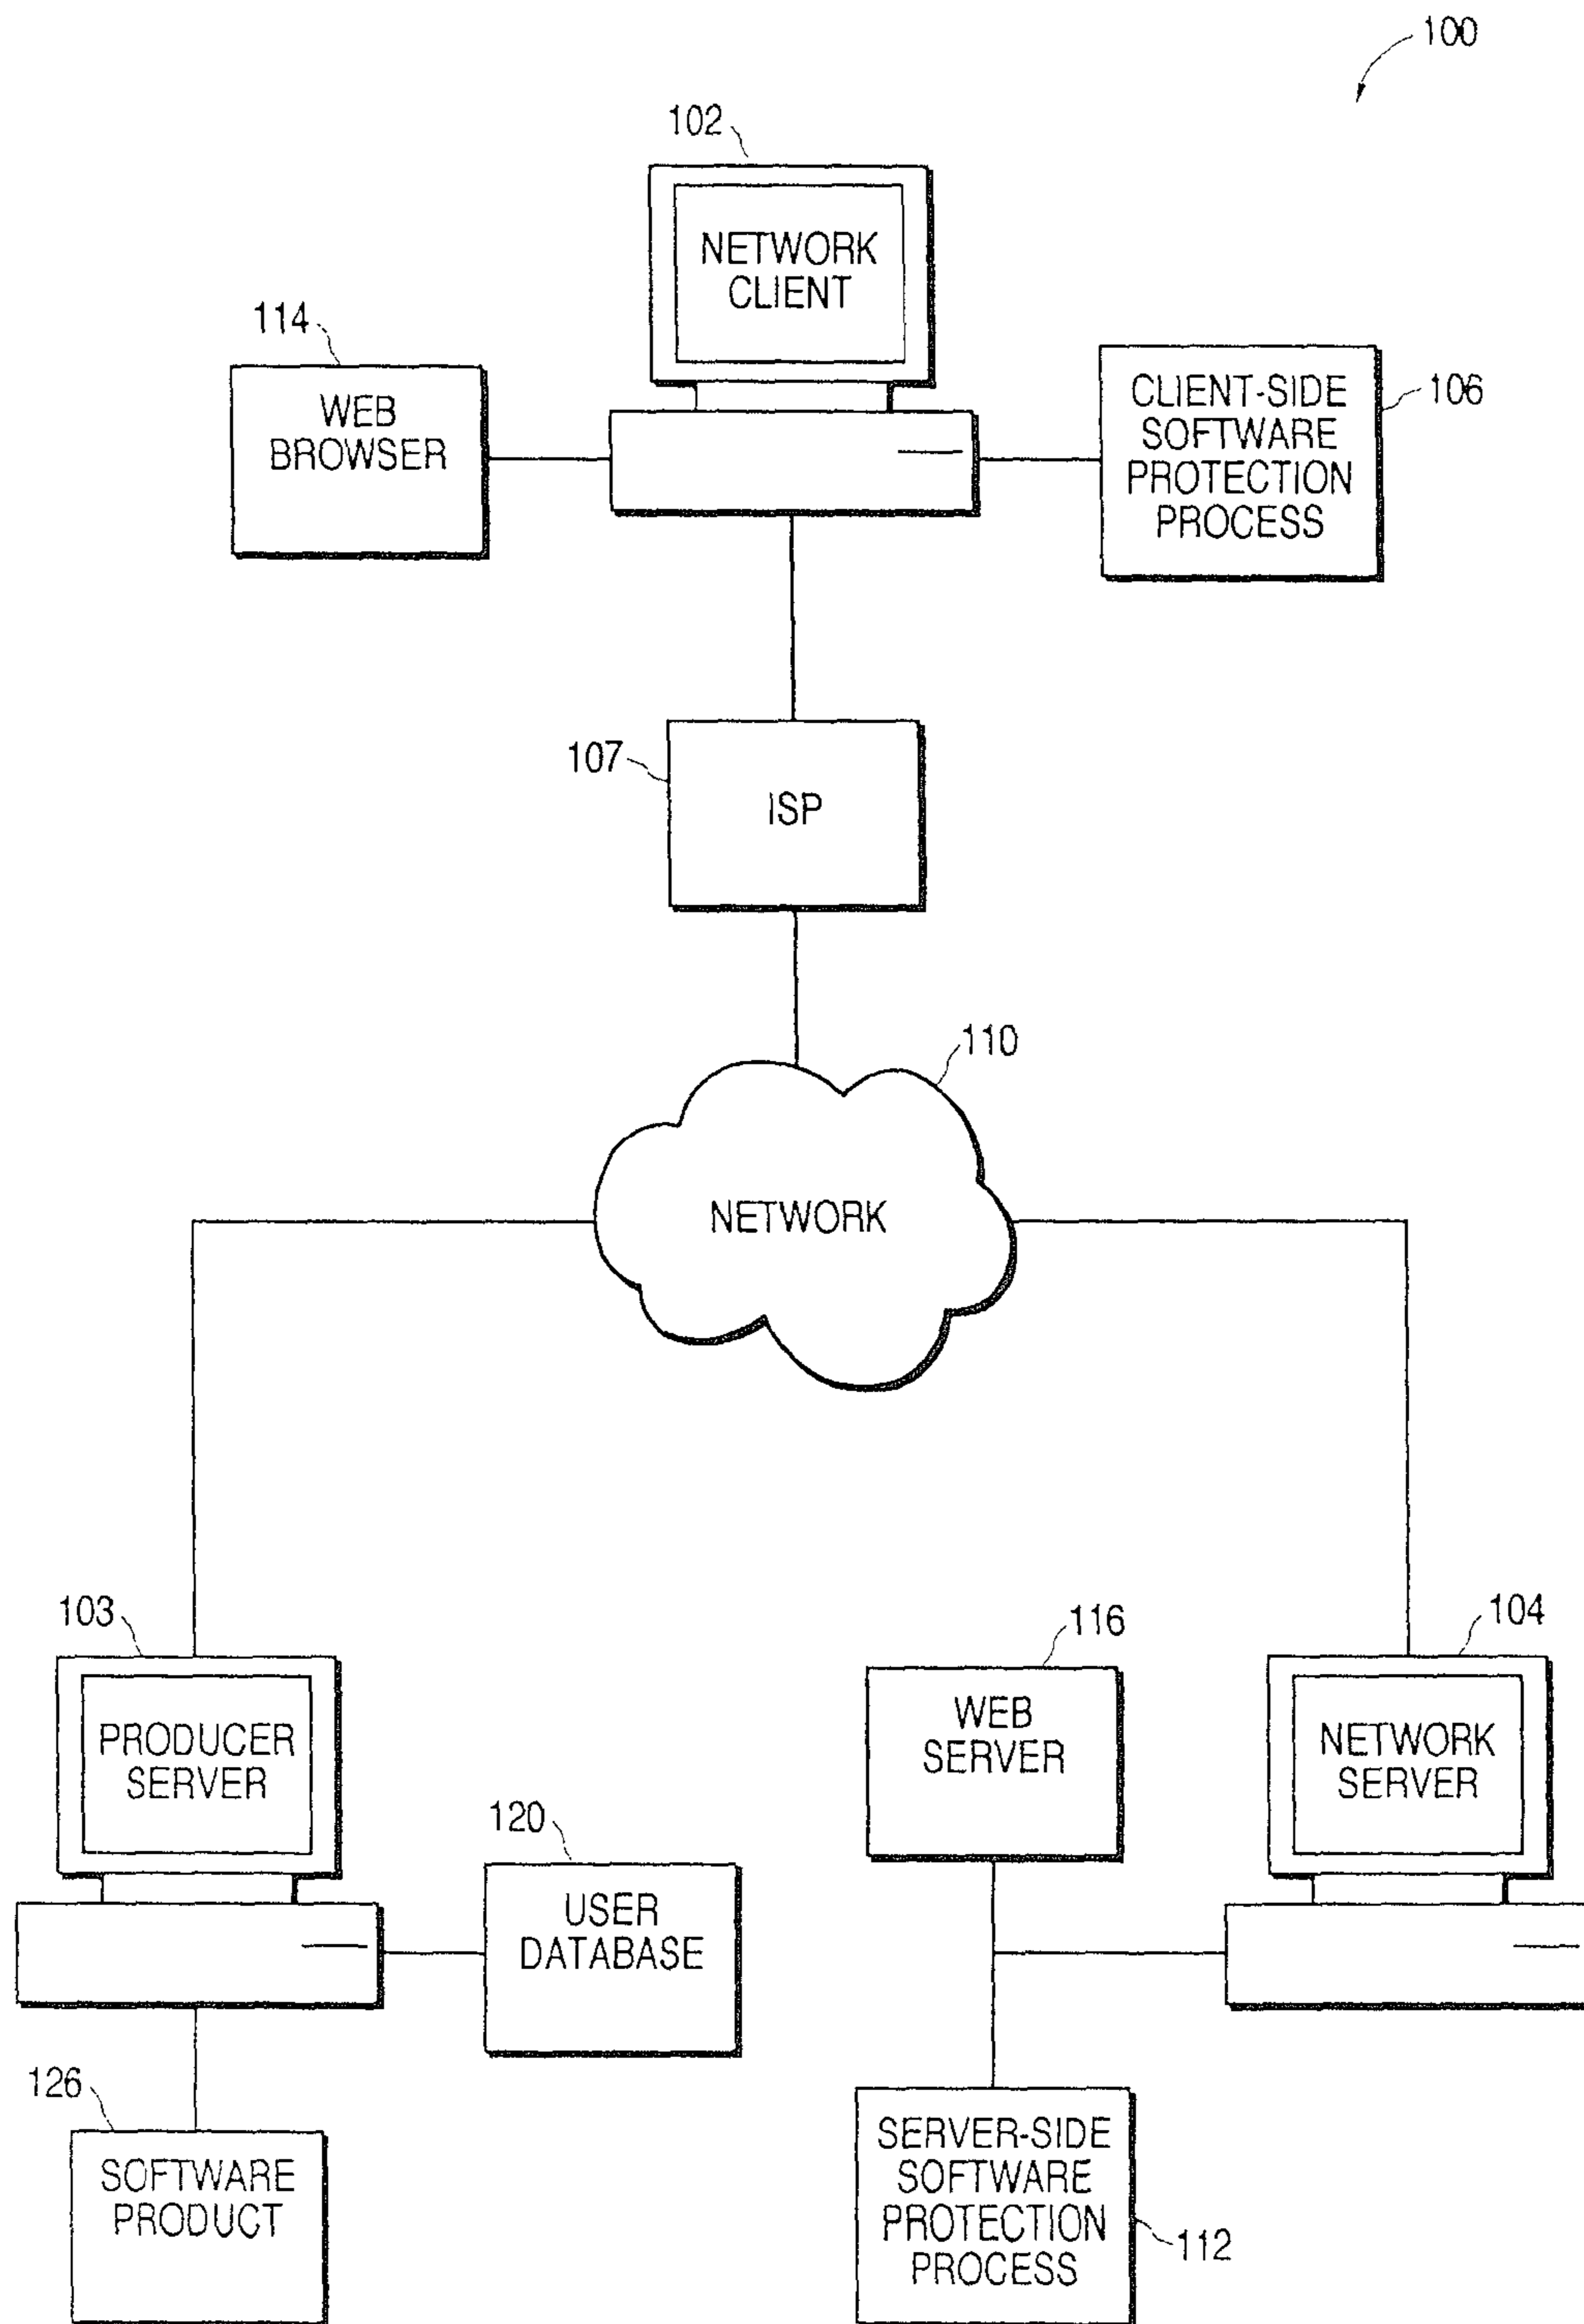 100
102
NETWORK
CLIENT
114
WEB
BROWSER
CLIENT-SIDE
SOFTWARE
PROTECTION
PROCESS
106
107
ISP
110
NETWORK
103
PRODUCER
SERVER
120
USER
DATABASE
126
SOFTWARE
PRODUCT
116
WEB
SERVER
104
NETWORK
SERVER
SERVER-SIDE
SOFTWARE
PROTECTION
PROCESS
112